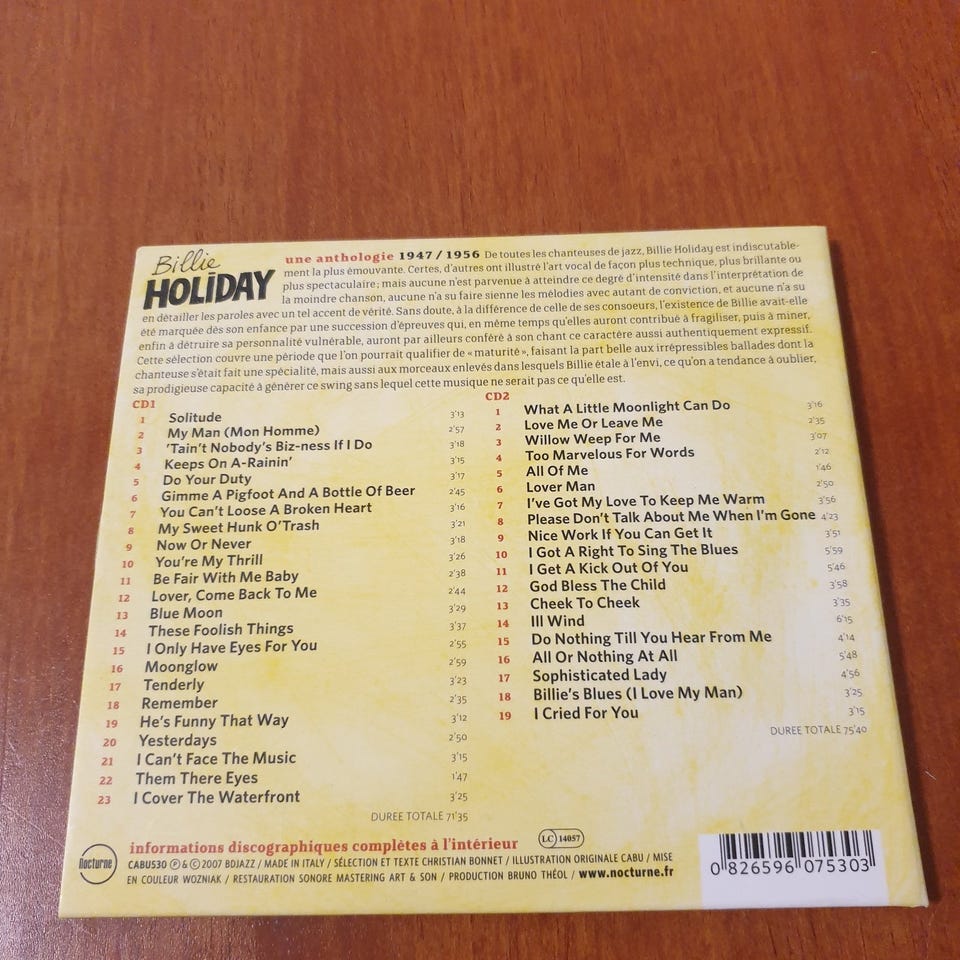 Billie
HOLIDAY
une anthologie 1947 / 1956 De toutes les chanteuses de jazz, Billie Holiday est indiscutable-
ment la plus émouvante. Certes, d'autres ont illustré l'art vocal de façon plus technique, plus brillante ou
plus spectaculaire ; mais aucune n'est parvenue à atteindre ce degré d'intensité dans l'interprétation de
la moindre chanson, aucune n'a su faire sienne les mélodies avec autant de conviction, et aucune n'a su
en détailler les paroles avec un tel accent de vérité. Sans doute, à la différence de celle de ses consoeurs, l'existence de Billie avait-elle
été marquée dès son enfance par une succession d'épreuves qui, en même temps qu'elles auront contribué à fragiliser, puis à miner,
enfin à détruire sa personnalité vulnérable, auront par ailleurs conféré à son chant ce caractère aussi authentiquement expressif.
Cette sélection couvre une période que l'on pourrait qualifier de « maturité », faisant la part belle aux irrépressibles ballades dont la
chanteuse s'était fait une spécialité, mais aussi aux morceaux enlevés dans lesquels Billie étale à l'envi, ce qu'on a tendance à oublier,
sa prodigieuse capacité à générer ce swing sans lequel cette musique ne serait pas ce qu'elle est.
CD1
1 Solitude 3'13
2 My Man (Mon Homme) 2'57
3 'Tain't Nobody's Biz-ness If I Do 3'18
4 Keeps On A-Rainin' 3'15
5 Do Your Duty 3'17
6 Gimme A Pigfoot And A Bottle Of Beer 2'45
7 You Can't Loose A Broken Heart 3'16
8 My Sweet Hunk O'Trash 3'21
9 Now Or Never 3'18
10 You're My Thrill 3'26
11 Be Fair With Me Baby 2'38
12 Lover, Come Back To Me 2'44
13 Blue Moon 3'29
14 These Foolish Things 3'37
15 I Only Have Eyes For You 2'55
16 Moonglow 2'59
17 Tenderly 3'23
18 Remember 2'35
19 He's Funny That Way 3'12
20 Yesterdays 2'50
21 I Can't Face The Music 3'15
22 Them There Eyes 1'47
23 I Cover The Waterfront 3'25
DUREE TOTALE 71'35
CD2
1 What A Little Moonlight Can Do 3'16
2 Love Me Or Leave Me 2'35
3 Willow Weep For Me 3'07
4 Too Marvelous For Words 2'12
5 All Of Me 1'46
6 Lover Man 2'50
7 I've Got My Love To Keep Me Warm 3'56
8 Please Don't Talk About Me When I'm Gone 4'23
9 Nice Work If You Can Get It 3'51
10 I Got A Right To Sing The Blues 5'59
11 I Get A Kick Out Of You 5'46
12 God Bless The Child 3'58
13 Cheek To Cheek 3'35
14 Ill Wind 6'15
15 Do Nothing Till You Hear From Me 4'14
16 All Or Nothing At All 5'48
17 Sophisticated Lady 4'56
18 Billie's Blues (I Love My Man) 3'25
19 I Cried For You 3'15
DUREE TOTALE 75'40
Nocturne
informations discographiques complètes à l'intérieur
LC 14057
CABUS30 ℗ & © 2007 BDJAZZ / MADE IN ITALY / SÉLECTION ET TEXTE CHRISTIAN BONNET / ILLUSTRATION ORIGINALE CABU / MISE
EN COULEUR WOZNIAK / RESTAURATION SONORE MASTERING ART & SON / PRODUCTION BRUNO THÉOL / www.nocturne.fr
0 826596 075303